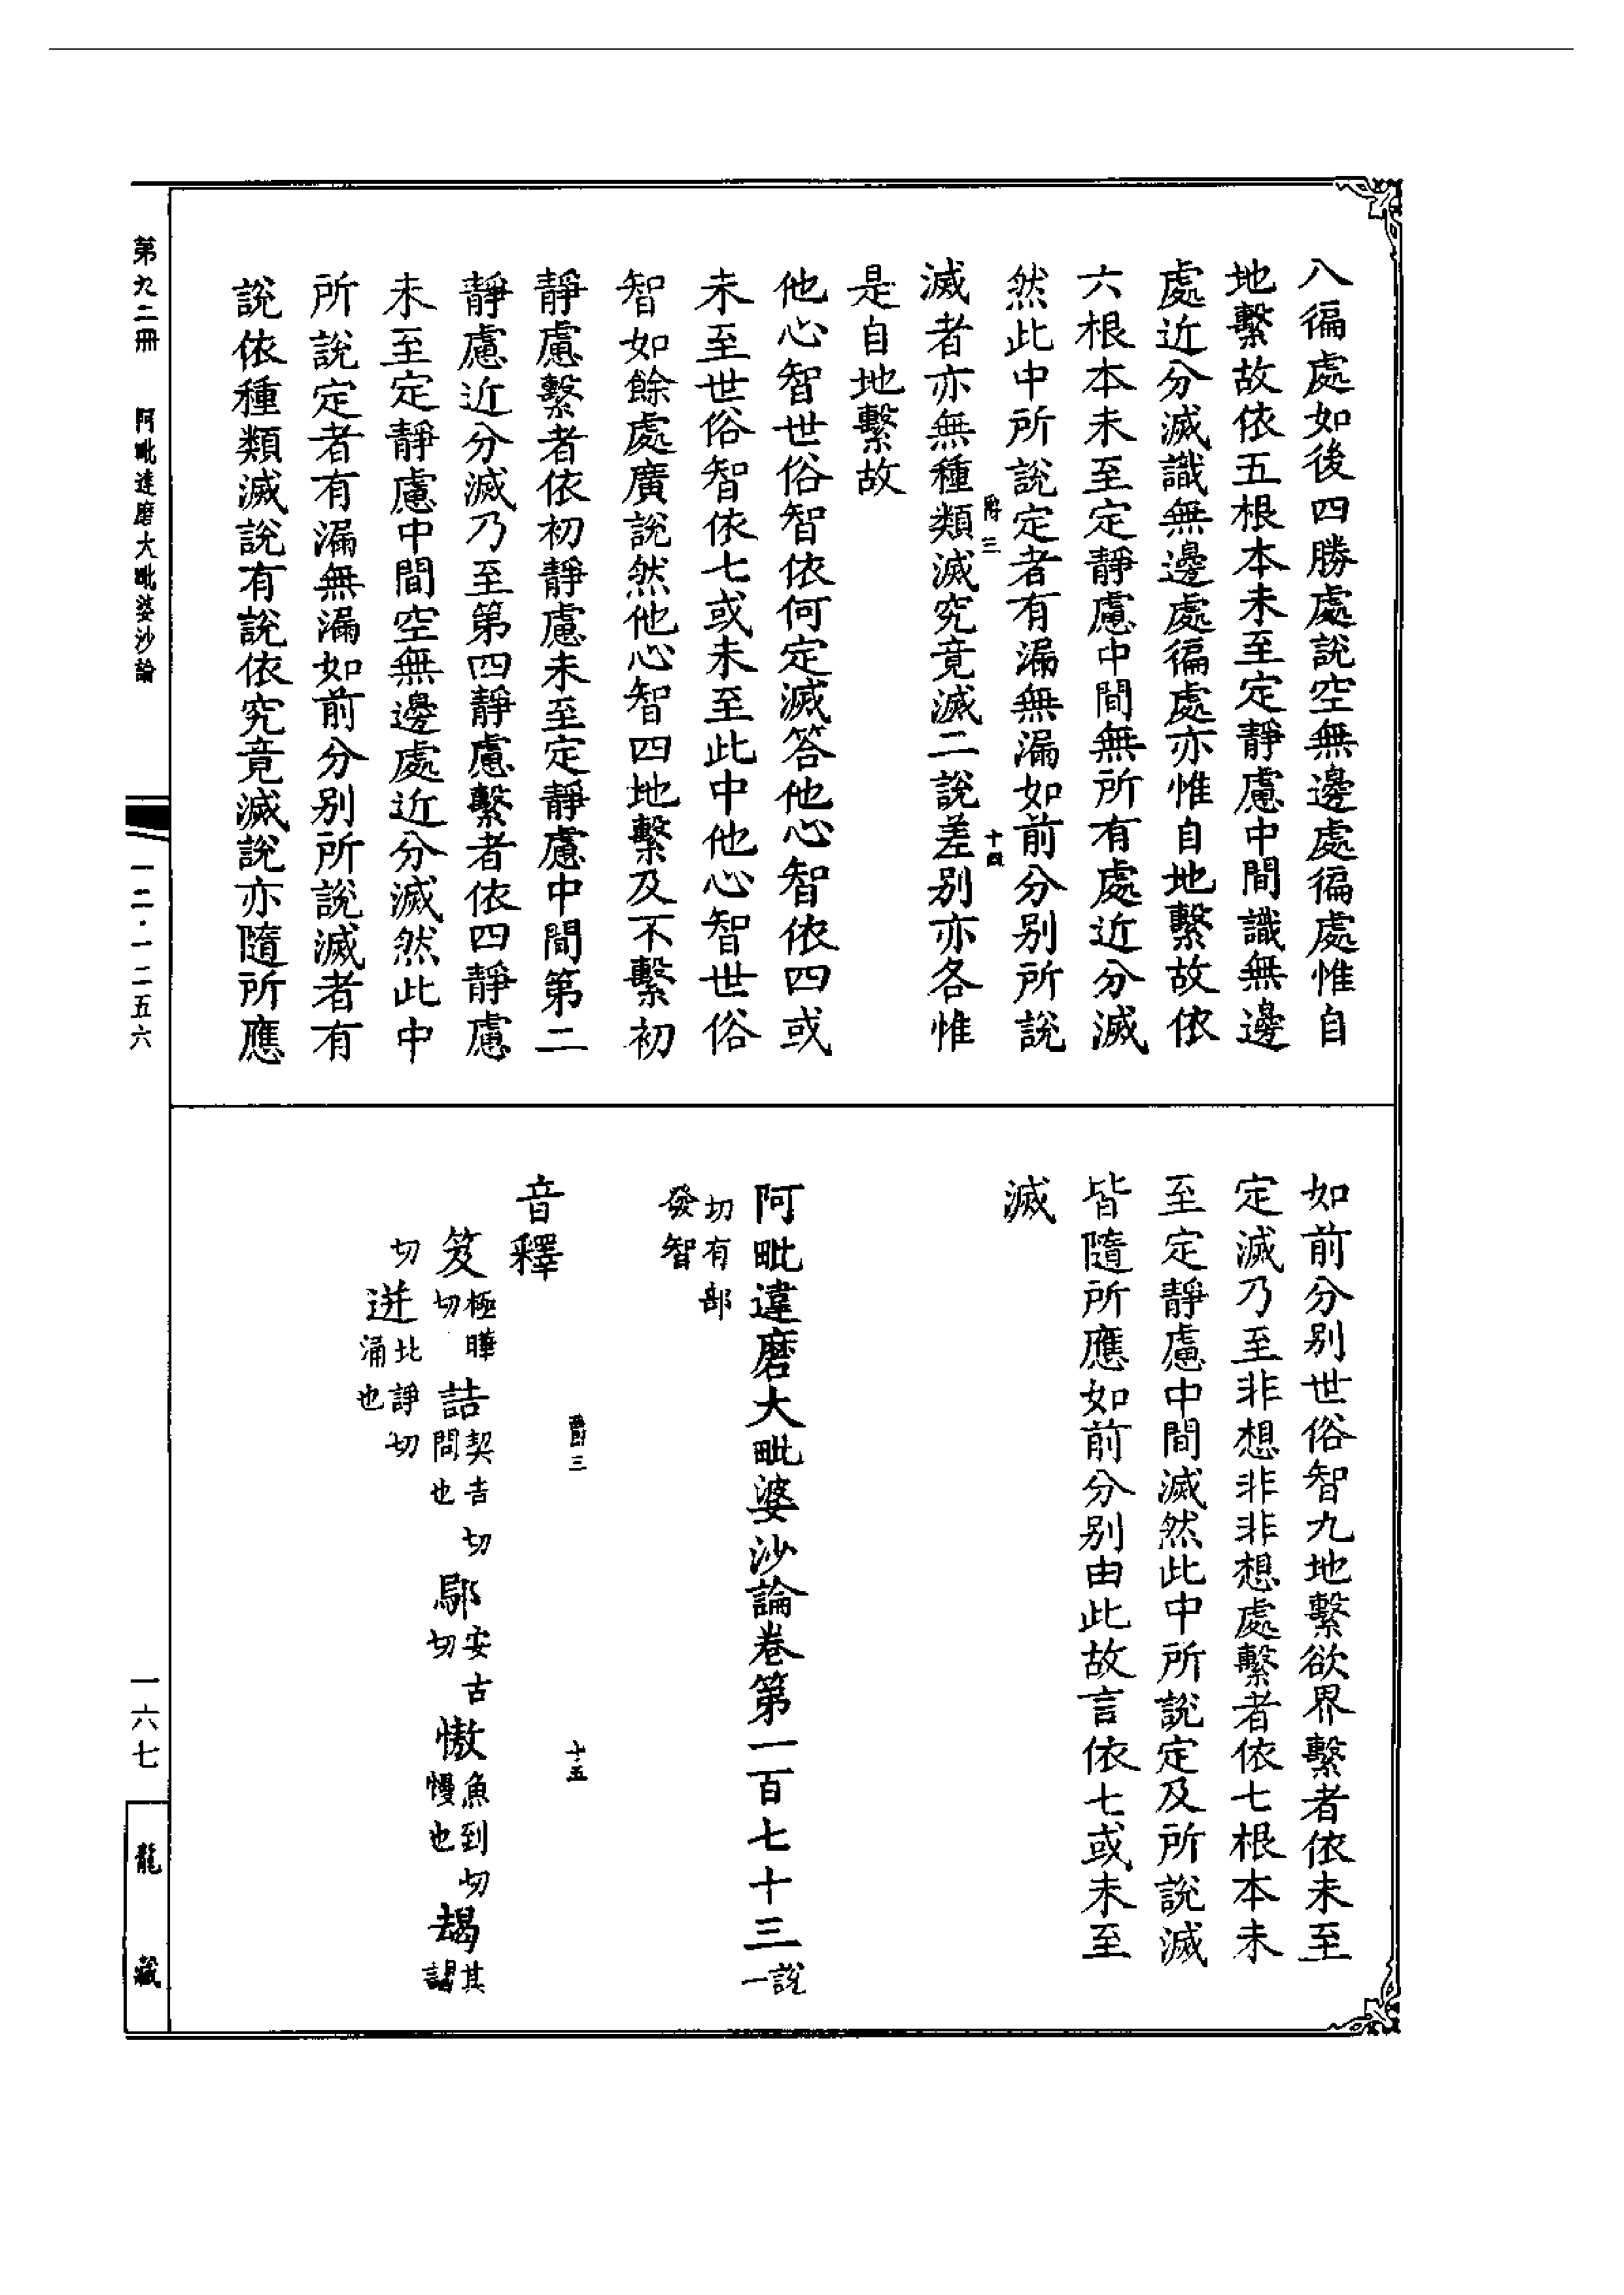 八徧處如後四勝處說空無邊處徧處惟自
地繫故依五根本未至定靜慮中間識無邊
處近分滅識無邊處徧處亦惟自地繫故依
六根本未至定靜慮中間無所有處近分滅
然此中所說定者有漏無漏如前分別所說
爵三
十四
滅者亦無種類滅究竟滅二說差別亦各惟
是自地繫故
他心智世俗智依何定滅答他心智依四或
未至世俗智依七或未至此中他心智世俗
智如餘處廣說然他心智四地繫及不繫初
靜慮繫者依初靜慮未至定靜慮中間第二
靜慮近分滅乃至第四靜慮繫者依四靜慮
未至定靜慮中間空無邊處近分滅然此中
所說定者有漏無漏如前分別所說滅者有
說依種類滅說有說依究竟滅說亦隨所應
如前分別世俗智九地繫欲界繫者依未至
定滅乃至非想非非想處繫者依七根本未
至定靜慮中間滅然此中所說定及所說滅
皆隨所應如前分別由此故言依七或未至
滅
阿毗達磨大毗婆沙論卷第一百七十三 說一
切有部
發智
爵三
十五
音釋
笈 極曄切 詰 契吉切問也 鄔 安古切 憿 魚到切慢也 朅 其謁
切 迸 北諍切涌也
第九二冊 阿毗達磨大毗婆沙論
一二·一二五六
一六七
龍藏